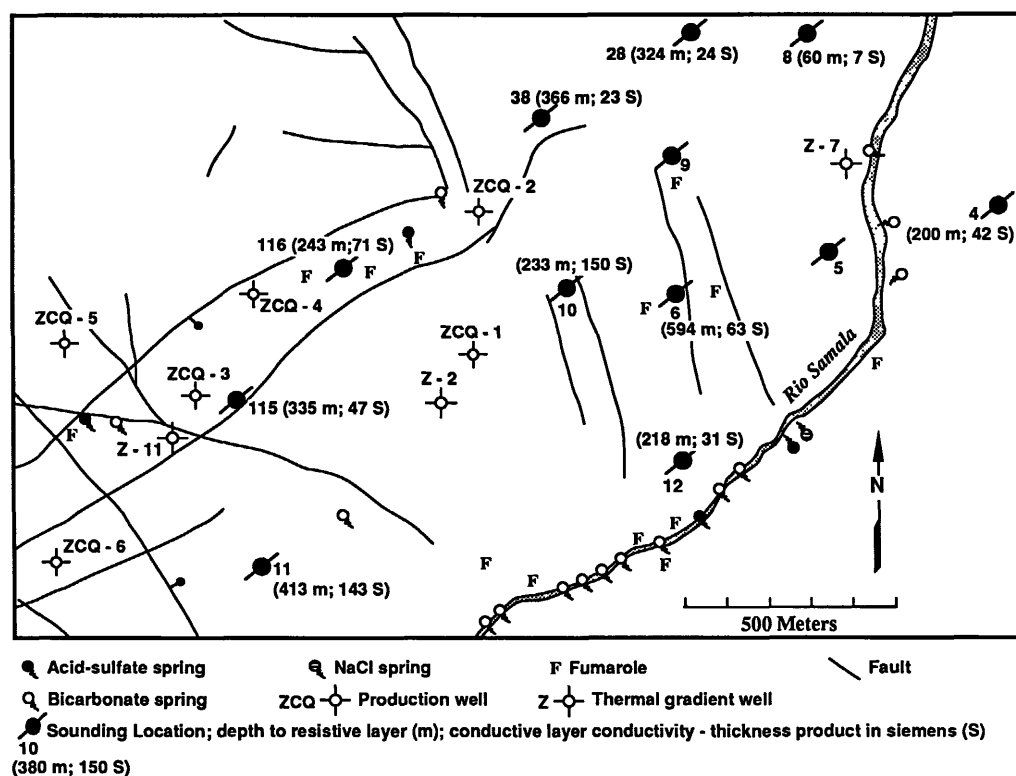 28 (324 m; 24 S)
8 (60 m; 7 S)
38 (366 m; 23 S)
9
F
Z - 7
ZCQ - 2
4
(200 m; 42 S)
116 (243 m;71 S)
F
F
F
(233 m; 150 S)
10
5
ZCQ - 4
6
F
F
(594 m; 63 S)
ZCQ - 5
ZCQ - 1
Rio Samala
F
ZCQ - 3
Z - 2
115 (335 m; 47 S)
F
Z - 11
(218 m; 31 S)
12
N
ZCQ - 6
11
(413 m; 143 S)
F
F
F
F
F
500 Meters
Acid-sulfate spring
NaCl spring
F Fumarole
Fault
Bicarbonate spring
ZCQ Production well
Z Thermal gradient well
Sounding Location; depth to resistive layer (m); conductive layer conductivity - thickness product in siemens (S)
10
(380 m; 150 S)